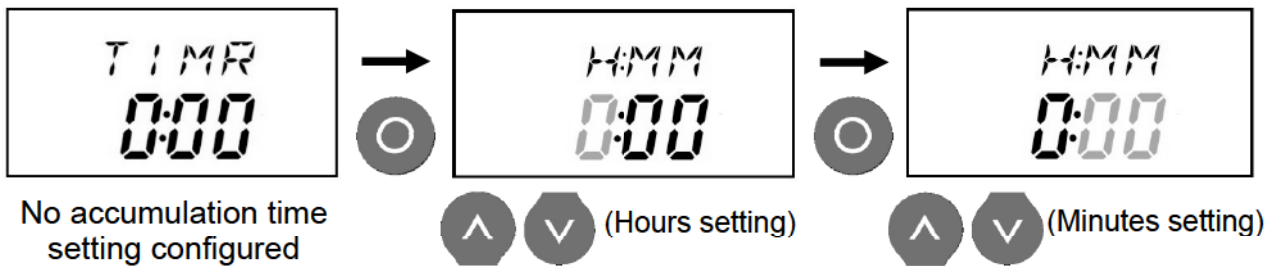 TIMR
0:00
No accumulation time
setting configured
H:MM
0:00
(Hours setting)
H:MM
0:00
(Minutes setting)